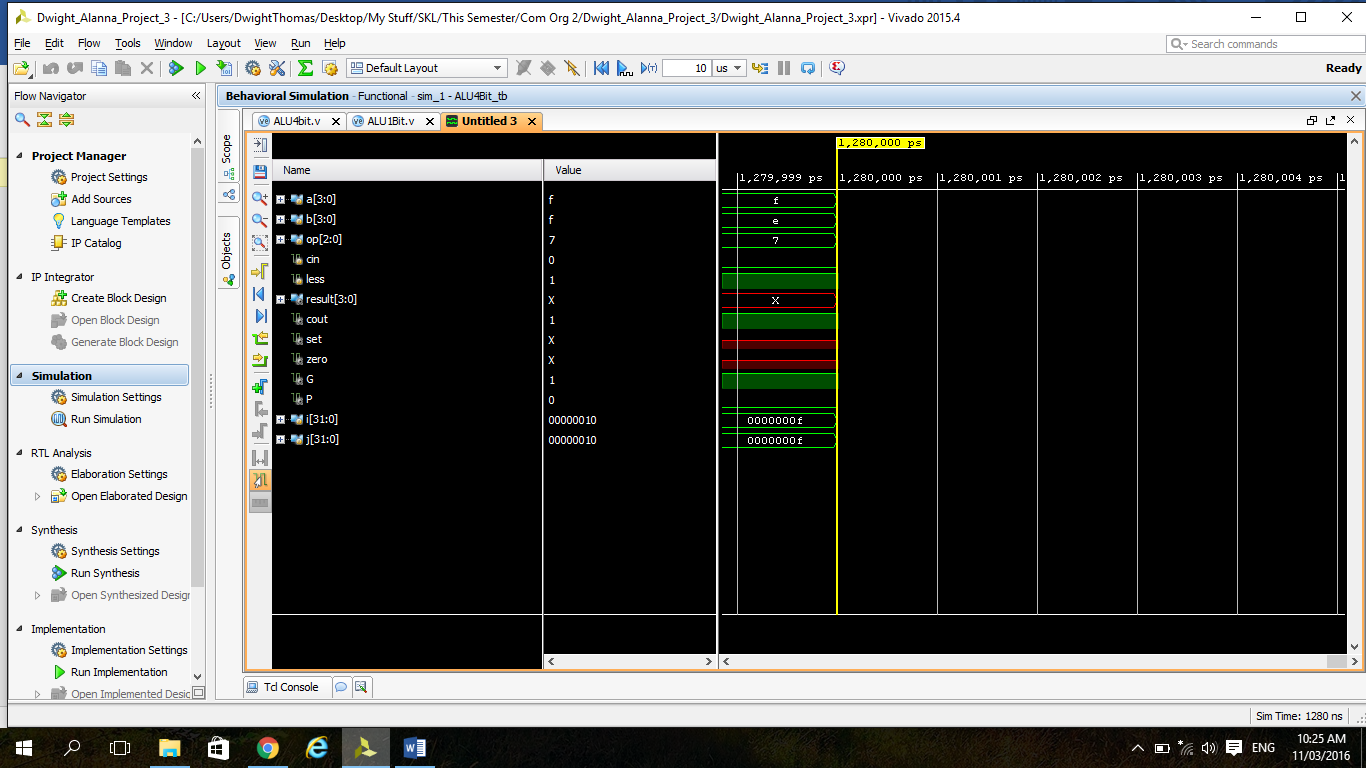 Dwight_Alanna_Project_3 - [C:/Users/DwightThomas/Desktop/My Stuff/SKL/This Semester/Com Org 2/Dwight_Alanna_Project_3/Dwight_Alanna_Project_3.xpr] - Vivado 2015.4
File Edit Flow Tools Window Layout View Run Help
Search commands
Default Layout
10 us
Ready
Flow Navigator
Project Manager
Project Settings
Add Sources
Language Templates
IP Catalog
IP Integrator
Create Block Design
Open Block Design
Generate Block Design
Simulation
Simulation Settings
Run Simulation
RTL Analysis
Elaboration Settings
Open Elaborated Design
Synthesis
Synthesis Settings
Run Synthesis
Open Synthesized Design
Implementation
Implementation Settings
Run Implementation
Open Implemented Desig
Behavioral Simulation - Functional - sim_1 - ALU4Bit_tb
Scope
Objects
ALU4bit.v
ALU1Bit.v
Untitled 3
Name Value
a[3:0] f
b[3:0] f
op[2:0] 7
cin 0
less 1
result[3:0] X
cout 1
set X
zero X
G 1
P 0
i[31:0] 00000010
j[31:0] 00000010
1,280,000 ps
1,279,999 ps 1,280,000 ps 1,280,001 ps 1,280,002 ps 1,280,003 ps 1,280,004 ps 1
f
e
7
X
0000000f
0000000f
Tcl Console
Sim Time: 1280 ns
ENG
10:25 AM
11/03/2016